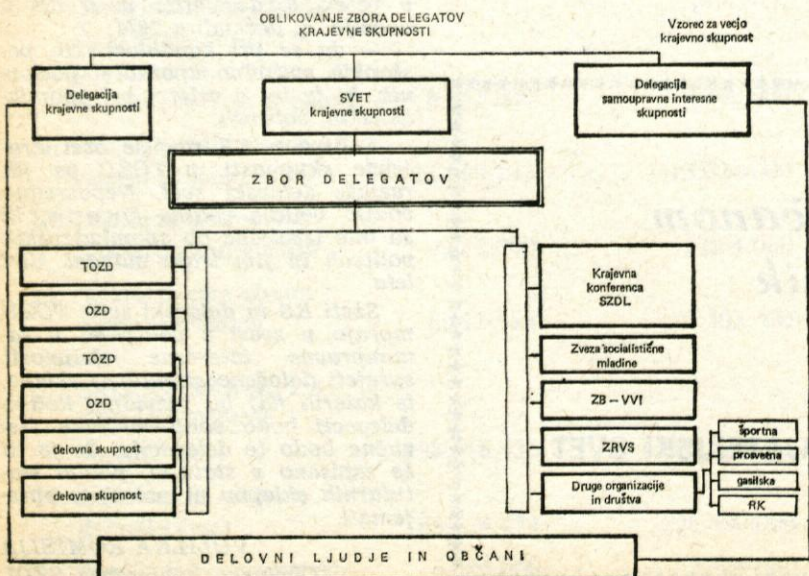 OBLIKOVANJE ZBORA DELEGATOV
KRAJEVNE SKUPNOSTI
Vzorec za vecjo
krajevno skupnost
Delegacija
krajevne skupnosti
SVET
krajevne skupnosti
Delegacija
samoupravne interesne
skupnosti
ZBOR DELEGATOV
TOZD
OZD
TOZD
OZD
delovna skupnost
delovna skupnost
Krajevna
konferenca
SZDL
Zveza socialistične
mladine
ZB – VVI
ZRVS
Druge organizacije
in društva
športna
prosvetna
gasilska
RK
DELOVNI LJUDJE IN OBČANI